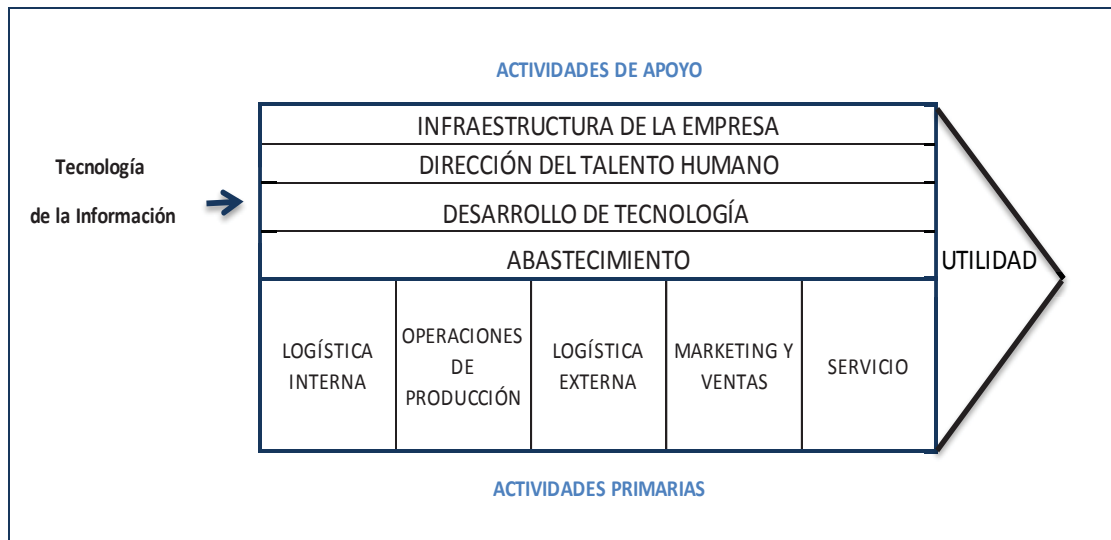 ACTIVIDADES DE APOYO
INFRAESTRUCTURA DE LA EMPRESA
DIRECCIÓN DEL TALENTO HUMANO
DESARROLLO DE TECNOLOGÍA
ABASTECIMIENTO
Tecnología
de la Información
UTILIDAD
LOGÍSTICA
INTERNA
OPERACIONES
DE
PRODUCCIÓN
LOGÍSTICA
EXTERNA
MARKETING Y
VENTAS
SERVICIO
ACTIVIDADES PRIMARIAS